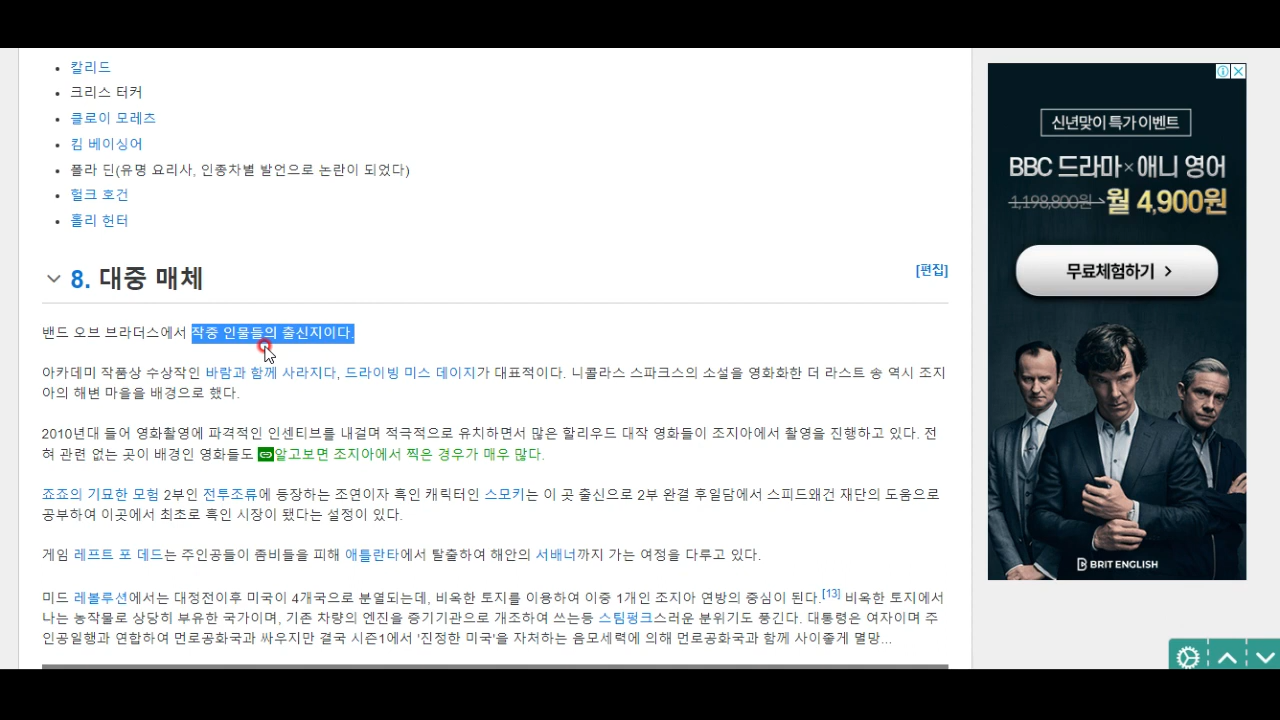 칼리드
크리스 터커
클로이 모레츠
킴 베이싱어
폴라 딘(유명 요리사, 인종차별 발언으로 논란이 되었다)
헐크 호건
홀리 헌터
8. 대중 매체
[편집]
밴드 오브 브라더스에서 작중 인물들의 출신지이다.
아카데미 작품상 수상작인 바람과 함께 사라지다, 드라이빙 미스 데이지가 대표적이다. 니콜라스 스파크스의 소설을 영화화한 더 라스트 송 역시 조지
아의 해변 마을을 배경으로 했다.
2010년대 들어 영화촬영에 파격적인 인센티브를 내걸며 적극적으로 유치하면서 많은 할리우드 대작 영화들이 조지아에서 촬영을 진행하고 있다. 전
혀 관련 없는 곳이 배경인 영화들도 알고보면 조지아에서 찍은 경우가 매우 많다.
죠죠의 기묘한 모험 2부인 전투조류에 등장하는 조연이자 흑인 캐릭터인 스모키는 이 곳 출신으로 2부 완결 후일담에서 스피드왜건 재단의 도움으로
공부하여 이곳에서 최초로 흑인 시장이 됐다는 설정이 있다.
게임 레프트 포 데드는 주인공들이 좀비들을 피해 애틀란타에서 탈출하여 해안의 서배너까지 가는 여정을 다루고 있다.
미드 레볼루션에서는 대정전이후 미국이 4개국으로 분열되는데, 비옥한 토지를 이용하여 이중 1개인 조지아 연방의 중심이 된다.[13] 비옥한 토지에서
나는 농작물로 상당히 부유한 국가이며, 기존 차량의 엔진을 증기기관으로 개조하여 쓰는등 스팀펑크스러운 분위기도 풍긴다. 대통령은 여자이며 주
인공일행과 연합하여 먼로공화국과 싸우지만 결국 시즌1에서 '진정한 미국'을 자처하는 음모세력에 의해 먼로공화국과 함께 사이좋게 멸망...
신년맞이 특가 이벤트
BBC 드라마×애니 영어
1,198,800원→월 4,900원
무료체험하기 >
BRIT ENGLISH